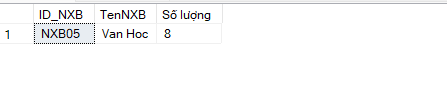 ID_NXB TenNXB Số lượng
1 NXB05 Van Hoc 8